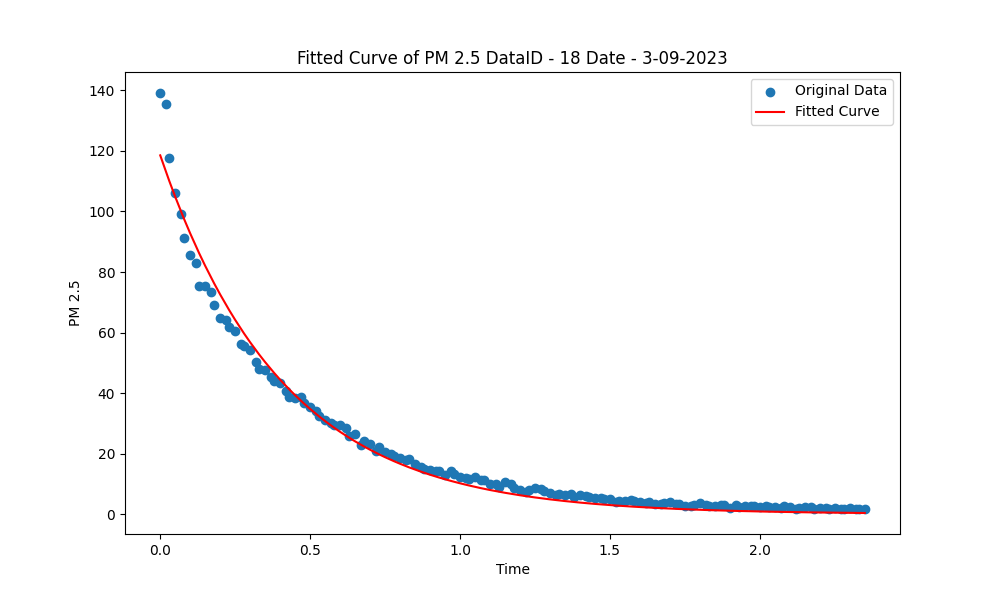 Fitted Curve of PM 2.5 DataID - 18 Date - 3-09-2023
Original Data
Fitted Curve
140
120
100
80
60
40
20
0
PM 2.5
0.0 0.5 1.0 1.5 2.0
Time